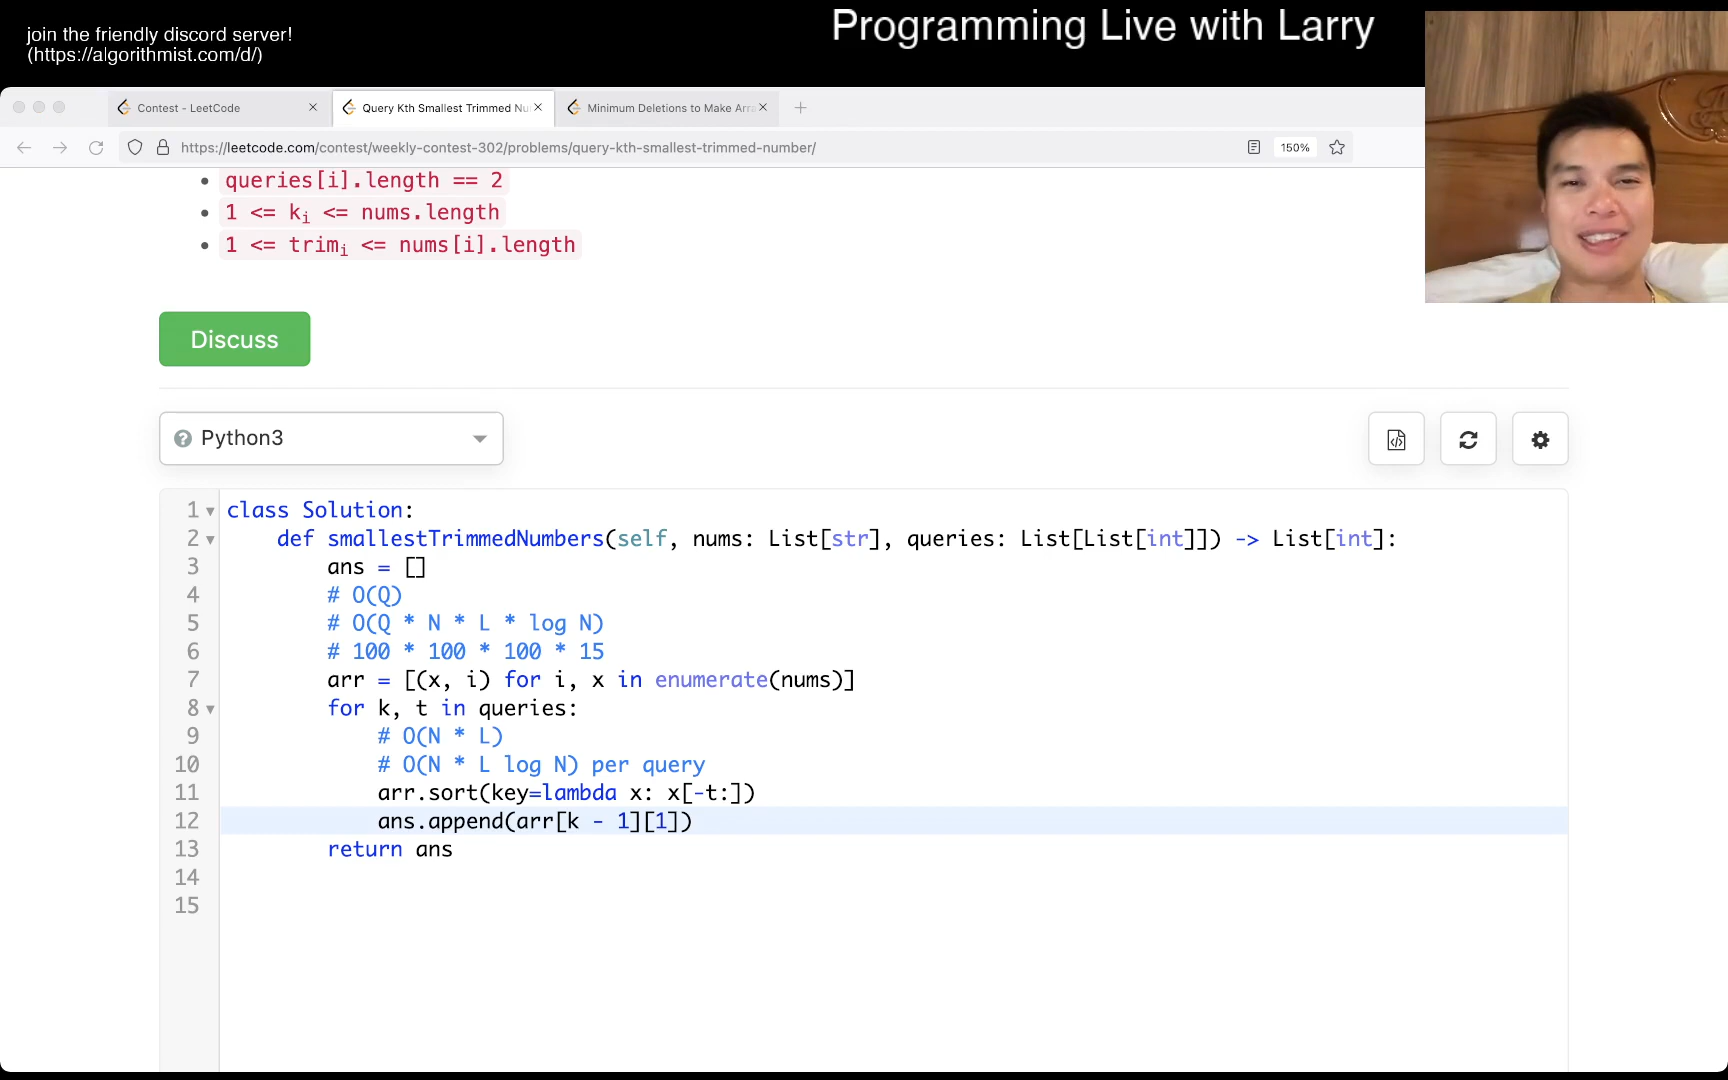 join the friendly discord server!
(https://algorithmist.com/d/)
Programming Live with Larry
Contest - LeetCode
Query Kth Smallest Trimmed Nu
Minimum Deletions to Make Arra
https://leetcode.com/contest/weekly-contest-302/problems/query-kth-smallest-trimmed-number/
150%
queries[i].length == 2
1 <= ki <= nums.length
1 <= trimi <= nums[i].length
Discuss
Python3
1 class Solution:
2 def smallestTrimmedNumbers(self, nums: List[str], queries: List[List[int]]) -> List[int]:
3 ans = []
4 # O(Q)
5 # O(Q * N * L * log N)
6 # 100 * 100 * 100 * 15
7 arr = [(x, i) for i, x in enumerate(nums)]
8 for k, t in queries:
9 # O(N * L)
10 # O(N * L log N) per query
11 arr.sort(key=lambda x: x[-t:])
12 ans.append(arr[k - 1][1])
13 return ans
14
15